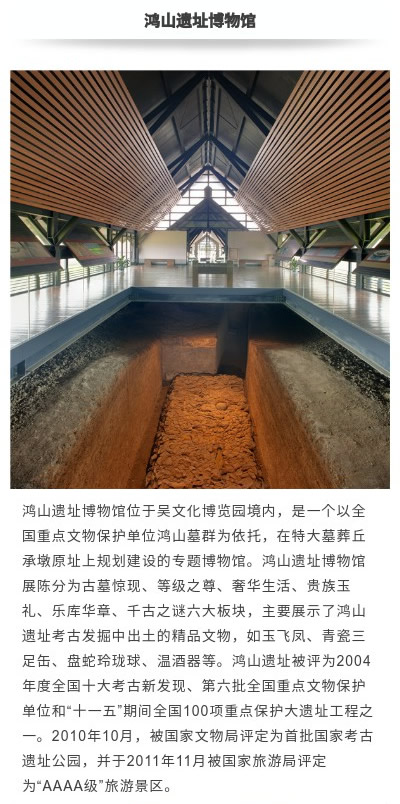 鸿山遗址博物馆
鸿山遗址博物馆位于吴文化博览园境内，是一个以全
国重点文物保护单位鸿山墓群为依托，在特大墓葬丘
承墩原址上规划建设的专题博物馆。鸿山遗址博物馆
展陈分为古墓惊现、等级之尊、奢华生活、贵族玉
礼、乐库华章、千古之谜六大板块，主要展示了鸿山
遗址考古发掘中出土的精品文物，如玉飞凤、青瓷三
足缶、盘蛇玲珑球、温酒器等。鸿山遗址被评为2004
年度全国十大考古新发现、第六批全国重点文物保护
单位和“十一五”期间全国100项重点保护大遗址工程之
一。2010年10月，被国家文物局评定为首批国家考古
遗址公园，并于2011年11月被国家旅游局评定
为“AAAA级”旅游景区。